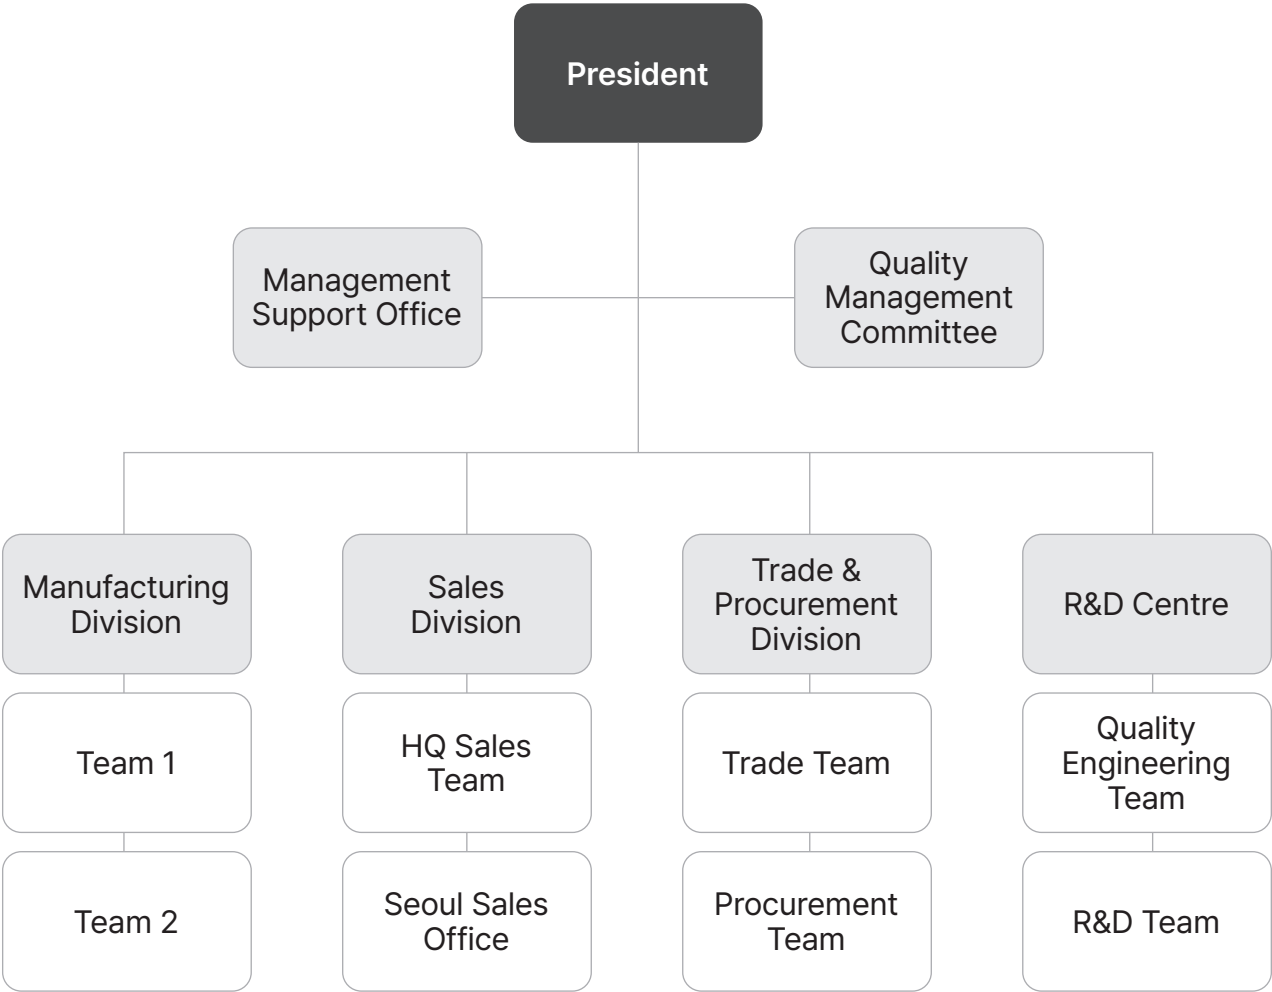 President
Management
Support Office
Quality
Management
Committee
Manufacturing
Division
Sales
Division
Trade &
Procurement
Division
R&D Centre
Team 1
HQ Sales
Team
Trade Team
Quality
Engineering
Team
Team 2
Seoul Sales
Office
Procurement
Team
R&D Team